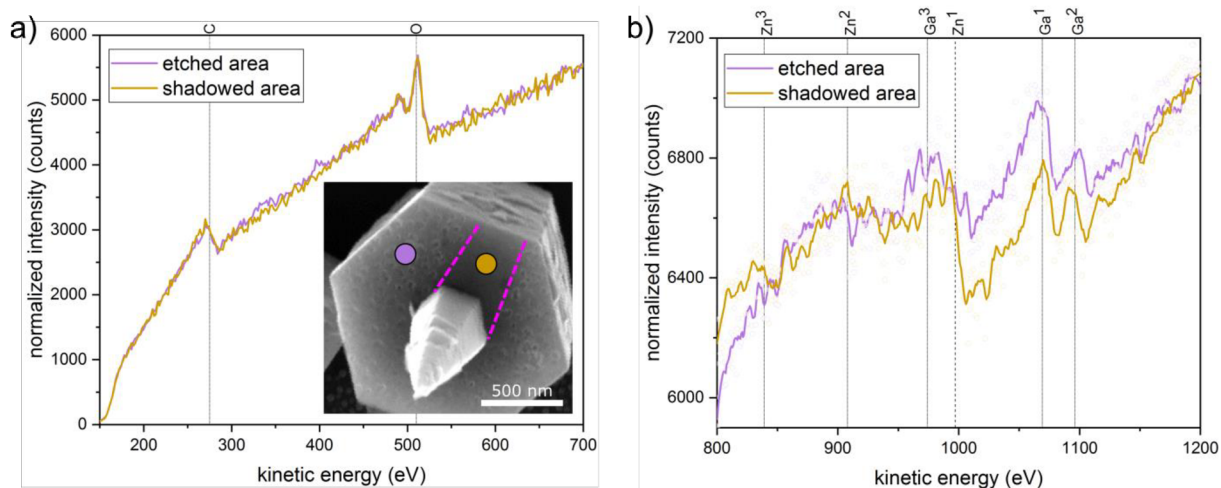 a)
C
O
6000
5000
4000
3000
2000
1000
0
normalized intensity (counts)
etched area
shadowed area
500 nm
200
300
400
500
600
700
kinetic energy (eV)
b)
Zn3
Zn2
Ga3
Zn1
Ga1
Ga2
7200
6800
6400
6000
normalized intensity (counts)
etched area
shadowed area
800
900
1000
1100
1200
kinetic energy (eV)